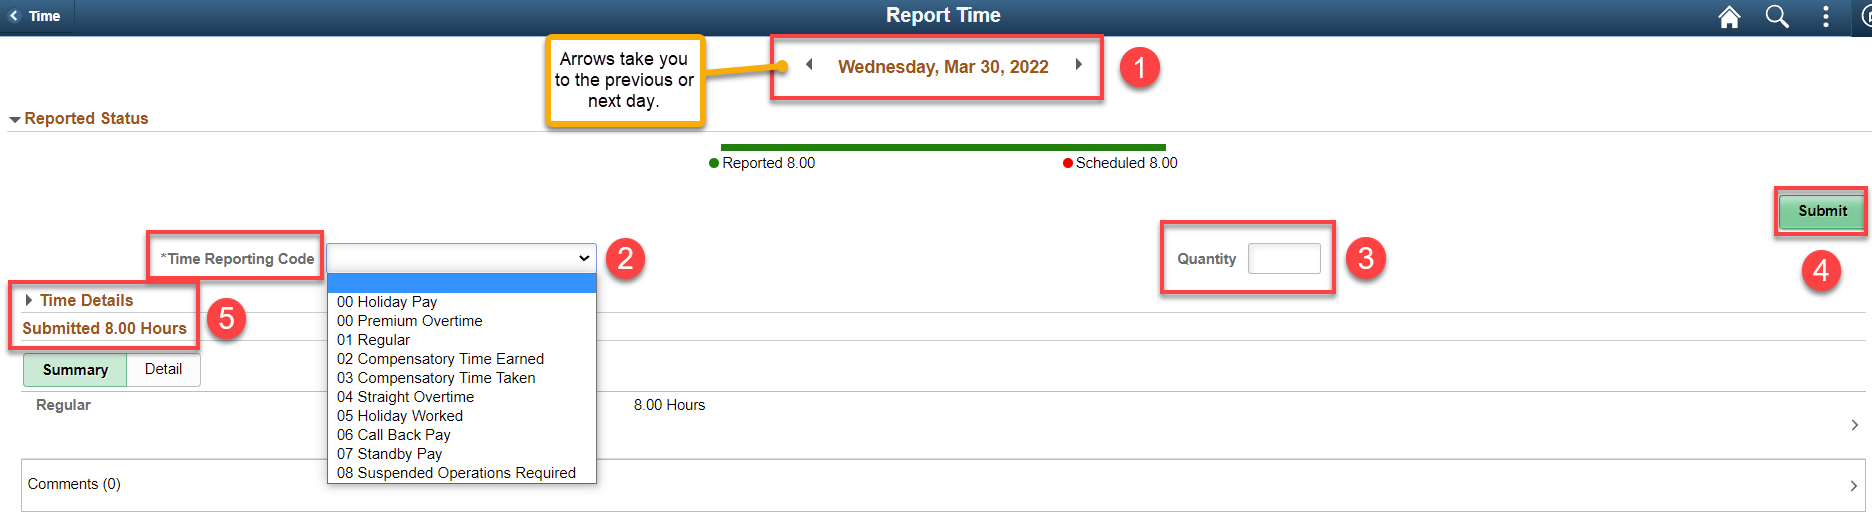 Time
Report Time
Arrows take you
to the previous or
next day.
Wednesday, Mar 30, 2022
1
Reported Status
Reported 8.00
Scheduled 8.00
Submit
*Time Reporting Code
2
Quantity
3
4
Time Details
Submitted 8.00 Hours
5
00 Holiday Pay
00 Premium Overtime
01 Regular
02 Compensatory Time Earned
03 Compensatory Time Taken
04 Straight Overtime
05 Holiday Worked
06 Call Back Pay
07 Standby Pay
08 Suspended Operations Required
Summary
Detail
Regular
8.00 Hours
Comments (0)